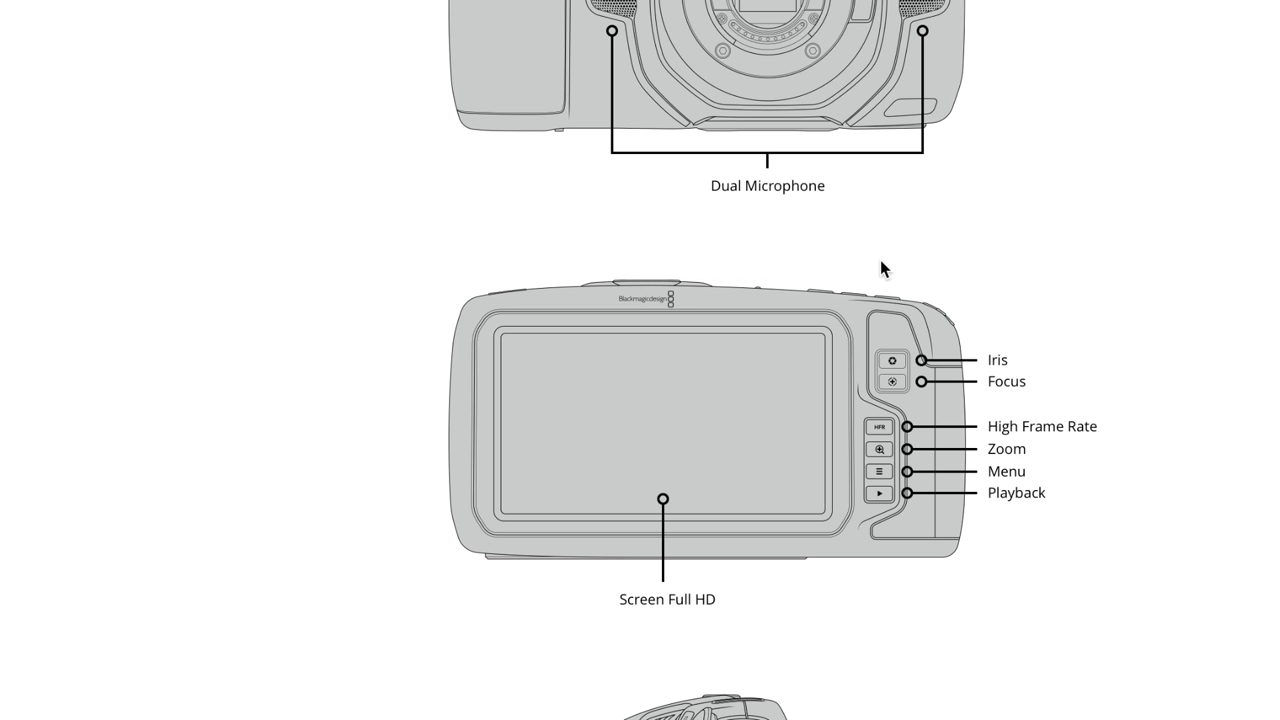 Dual Microphone
Blackmagicdesign
Iris
Focus
HFR
High Frame Rate
Zoom
Menu
Playback
Screen Full HD